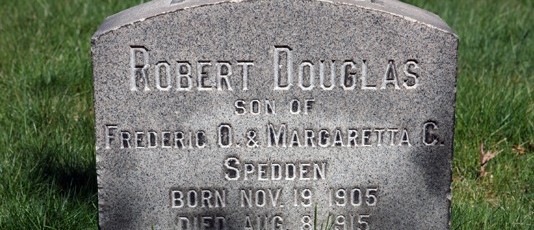 ROBERT DOUGLAS
SON OF
FREDERIC O. & MARGARETTA C.
SPEDDEN
BORN NOV. 19 1905
DIED AUG. 8 1915